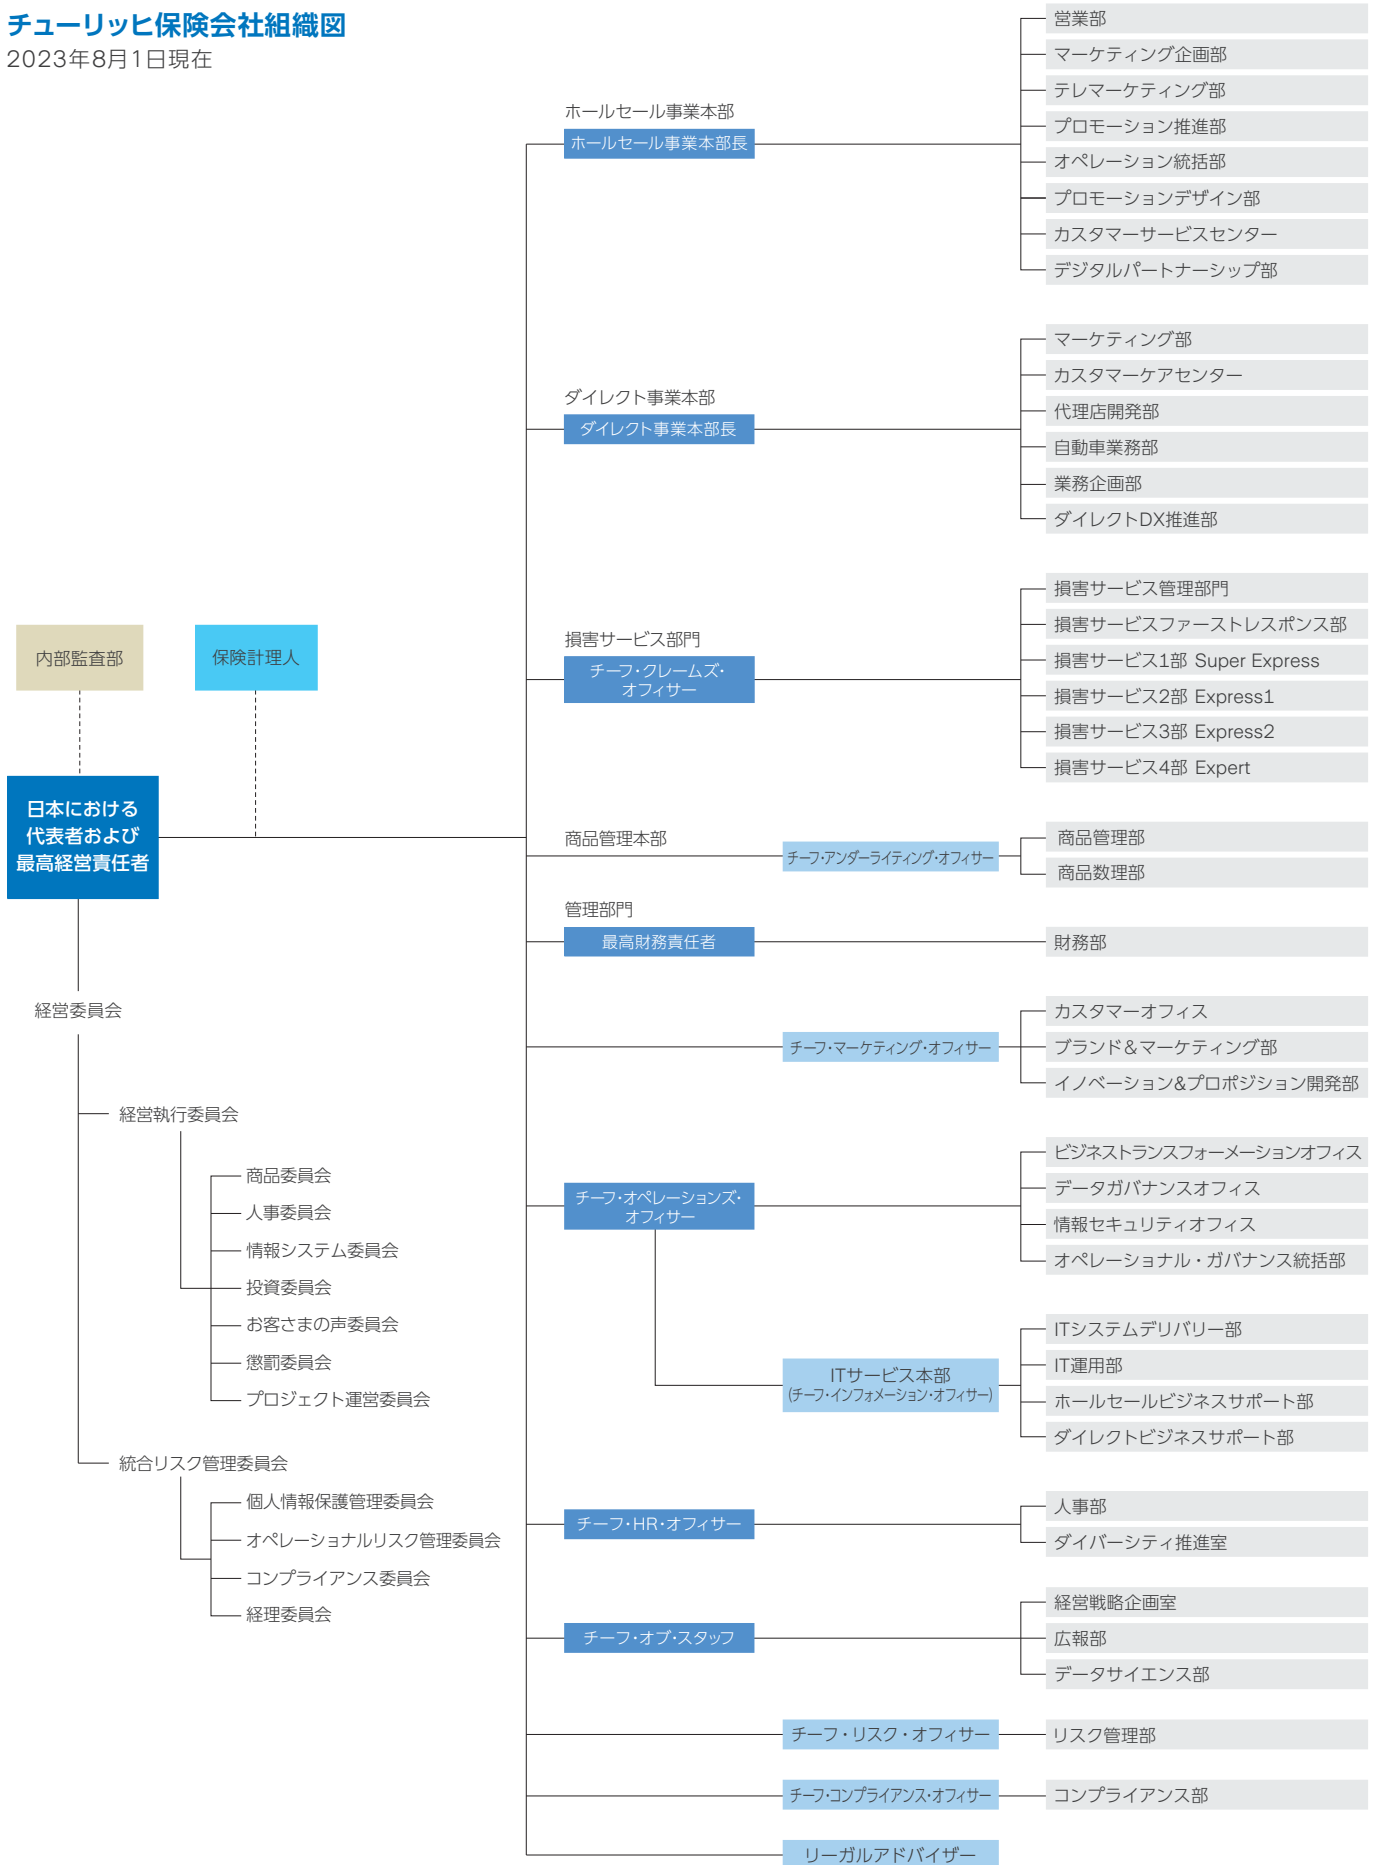 チューリッヒ保険会社組織図
2023年8月1日現在
ホールセール事業本部
ホールセール事業本部長
営業部
マーケティング企画部
テレマーケティング部
プロモーション推進部
オペレーション統括部
プロモーションデザイン部
カスタマーサービスセンター
デジタルパートナーシップ部
ダイレクト事業本部
ダイレクト事業本部長
マーケティング部
カスタマーケアセンター
代理店開発部
自動車業務部
業務企画部
ダイレクトDX推進部
内部監査部
保険計理人
日本における
代表者および
最高経営責任者
損害サービス部門
チーフ・クレームズ・
オフィサー
損害サービス管理部門
損害サービスファーストレスポンス部
損害サービス1部 Super Express
損害サービス2部 Express1
損害サービス3部 Express2
損害サービス4部 Expert
商品管理本部
チーフ・アンダーライティング・オフィサー
商品管理部
商品数理部
管理部門
最高財務責任者
財務部
チーフ・マーケティング・オフィサー
カスタマーオフィス
ブランド&マーケティング部
イノベーション&プロポジション開発部
チーフ・オペレーションズ・
オフィサー
ビジネストランスフォーメーションオフィス
データガバナンスオフィス
情報セキュリティオフィス
オペレーショナル・ガバナンス統括部
ITサービス本部
(チーフ・インフォメーション・オフィサー)
ITシステムデリバリー部
IT運用部
ホールセールビジネスサポート部
ダイレクトビジネスサポート部
チーフ・HR・オフィサー
人事部
ダイバーシティ推進室
チーフ・オブ・スタッフ
経営戦略企画室
広報部
データサイエンス部
チーフ・リスク・オフィサー
リスク管理部
チーフ・コンプライアンス・オフィサー
コンプライアンス部
リーガルアドバイザー
経営委員会
経営執行委員会
商品委員会
人事委員会
情報システム委員会
投資委員会
お客さまの声委員会
懲罰委員会
プロジェクト運営委員会
統合リスク管理委員会
個人情報保護管理委員会
オペレーショナルリスク管理委員会
コンプライアンス委員会
経理委員会